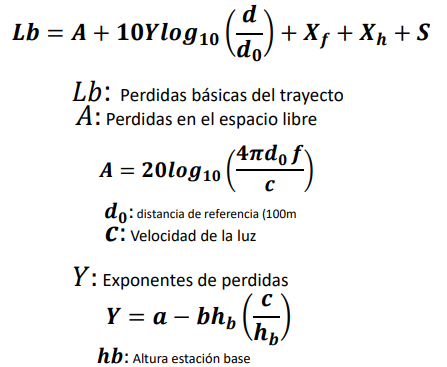 Lb = A + 10Ylog₁₀(d/d₀) + X_f + X_h + S
Lb: Perdidas básicas del trayecto
A: Perdidas en el espacio libre
A = 20log₁₀(4πd₀f/c)
d₀: distancia de referencia (100m
C: Velocidad de la luz
Y: Exponentes de perdidas
Y = a − bh_b(c/h_b)
hb: Altura estación base